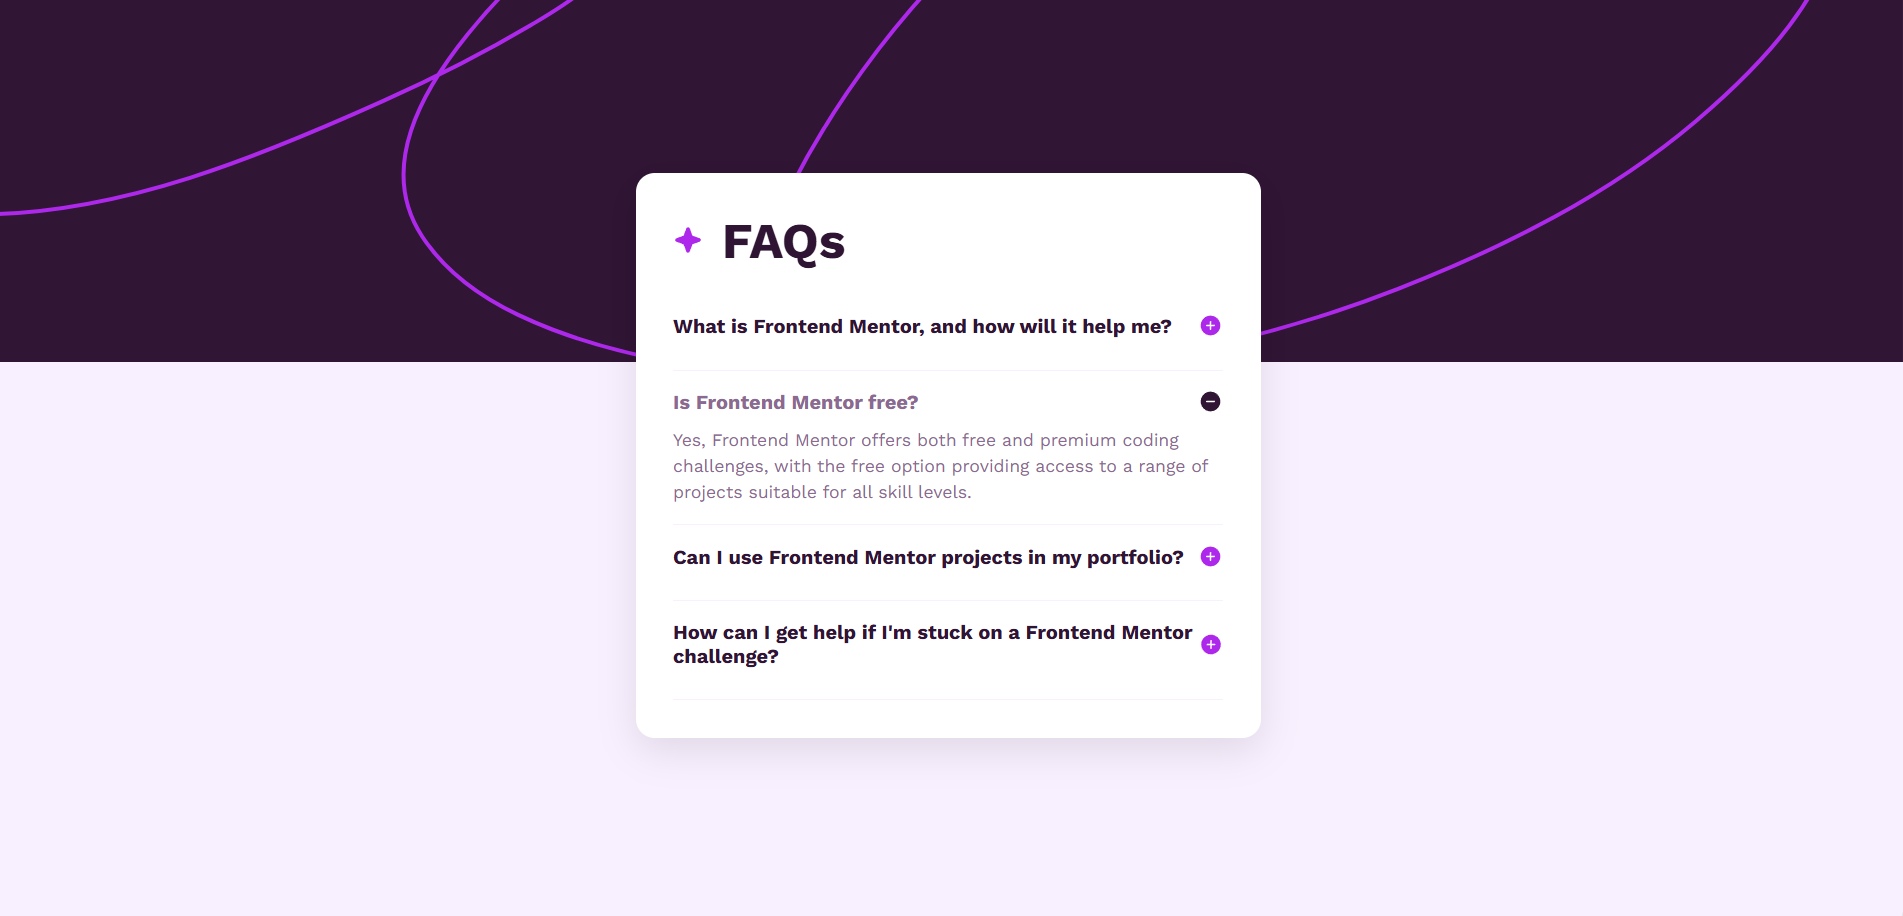 FAQs
What is Frontend Mentor, and how will it help me?
Is Frontend Mentor free?
Yes, Frontend Mentor offers both free and premium coding
challenges, with the free option providing access to a range of
projects suitable for all skill levels.
Can I use Frontend Mentor projects in my portfolio?
How can I get help if I'm stuck on a Frontend Mentor
challenge?